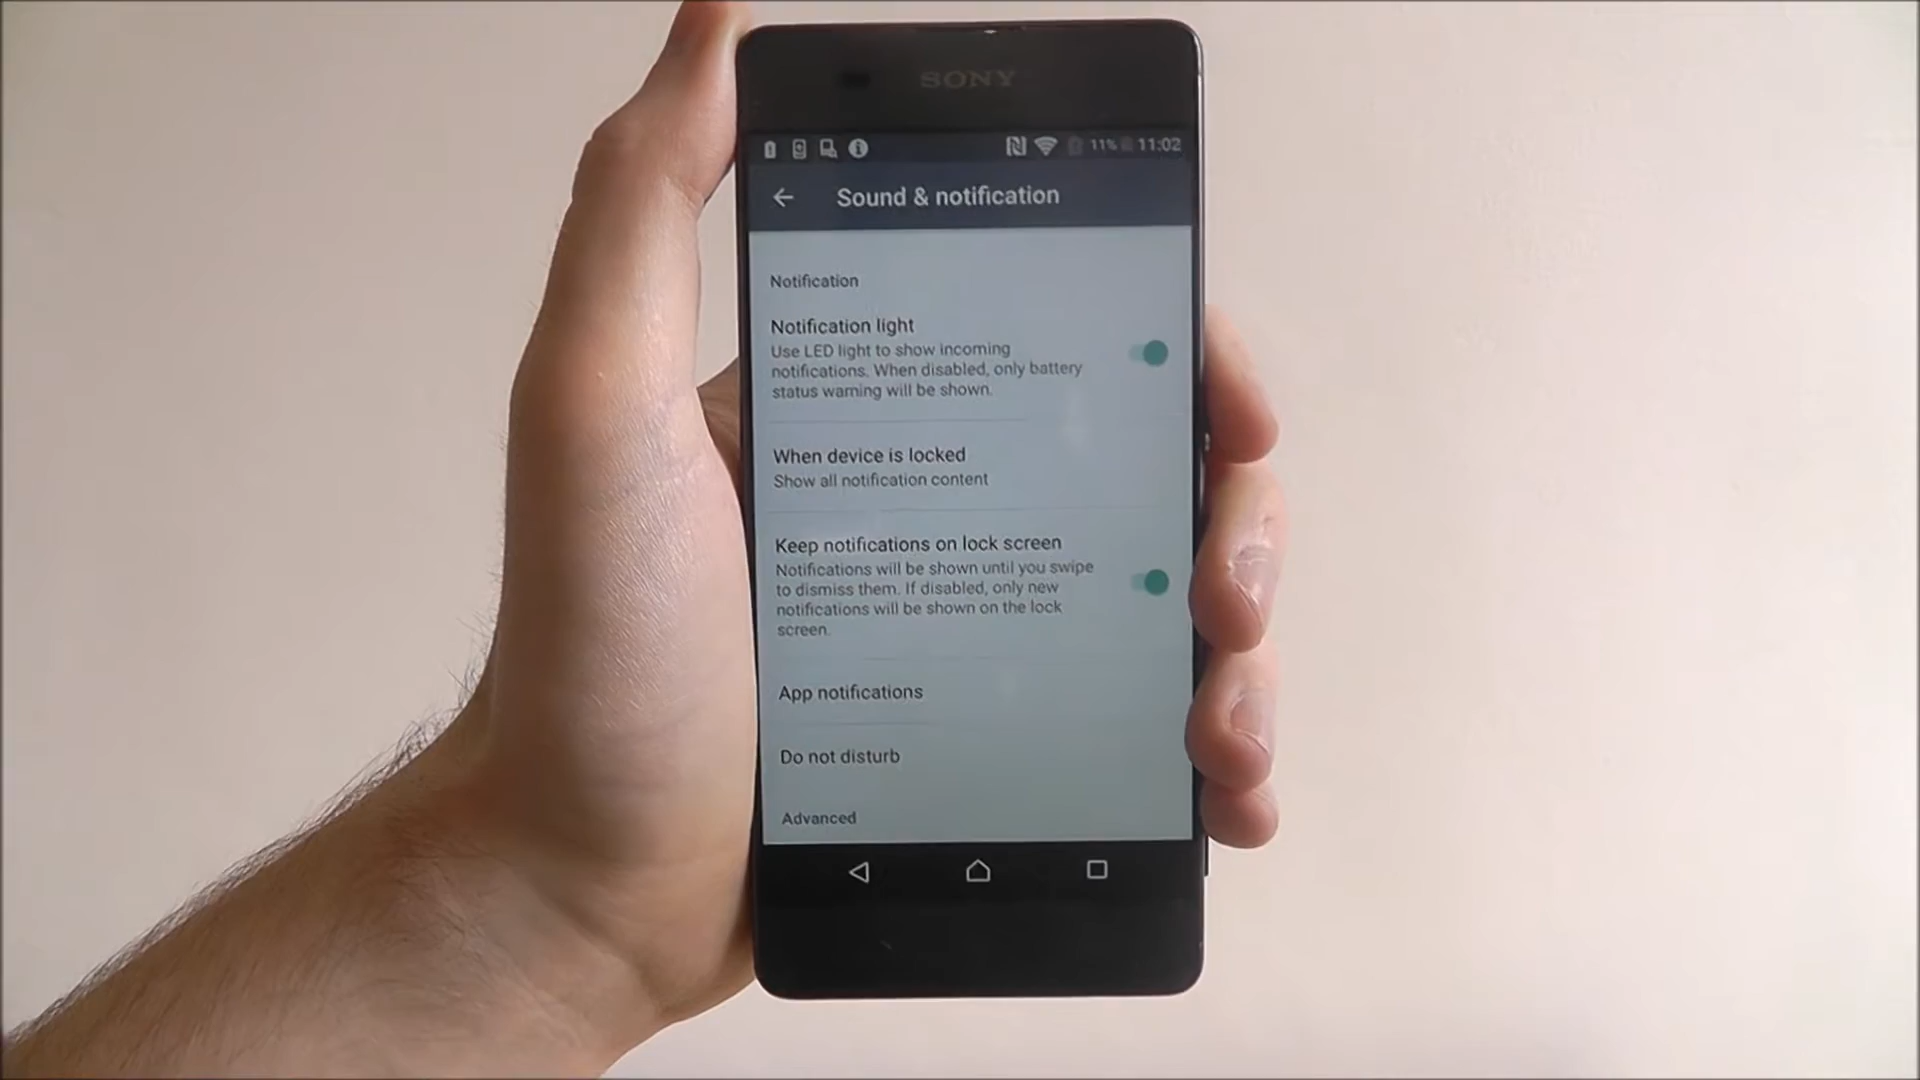 SONY
11% 11:02
Sound & notification
Notification
Notification light
Use LED light to show incoming
notifications. When disabled, only battery
status warning will be shown.
When device is locked
Show all notification content
Keep notifications on lock screen
Notifications will be shown until you swipe
to dismiss them. If disabled, only new
notifications will be shown on the lock
screen.
App notifications
Do not disturb
Advanced